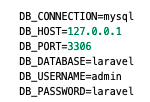 DB_CONNECTION=mysql
DB_HOST=127.0.0.1
DB_PORT=3306
DB_DATABASE=laravel
DB_USERNAME=admin
DB_PASSWORD=laravel